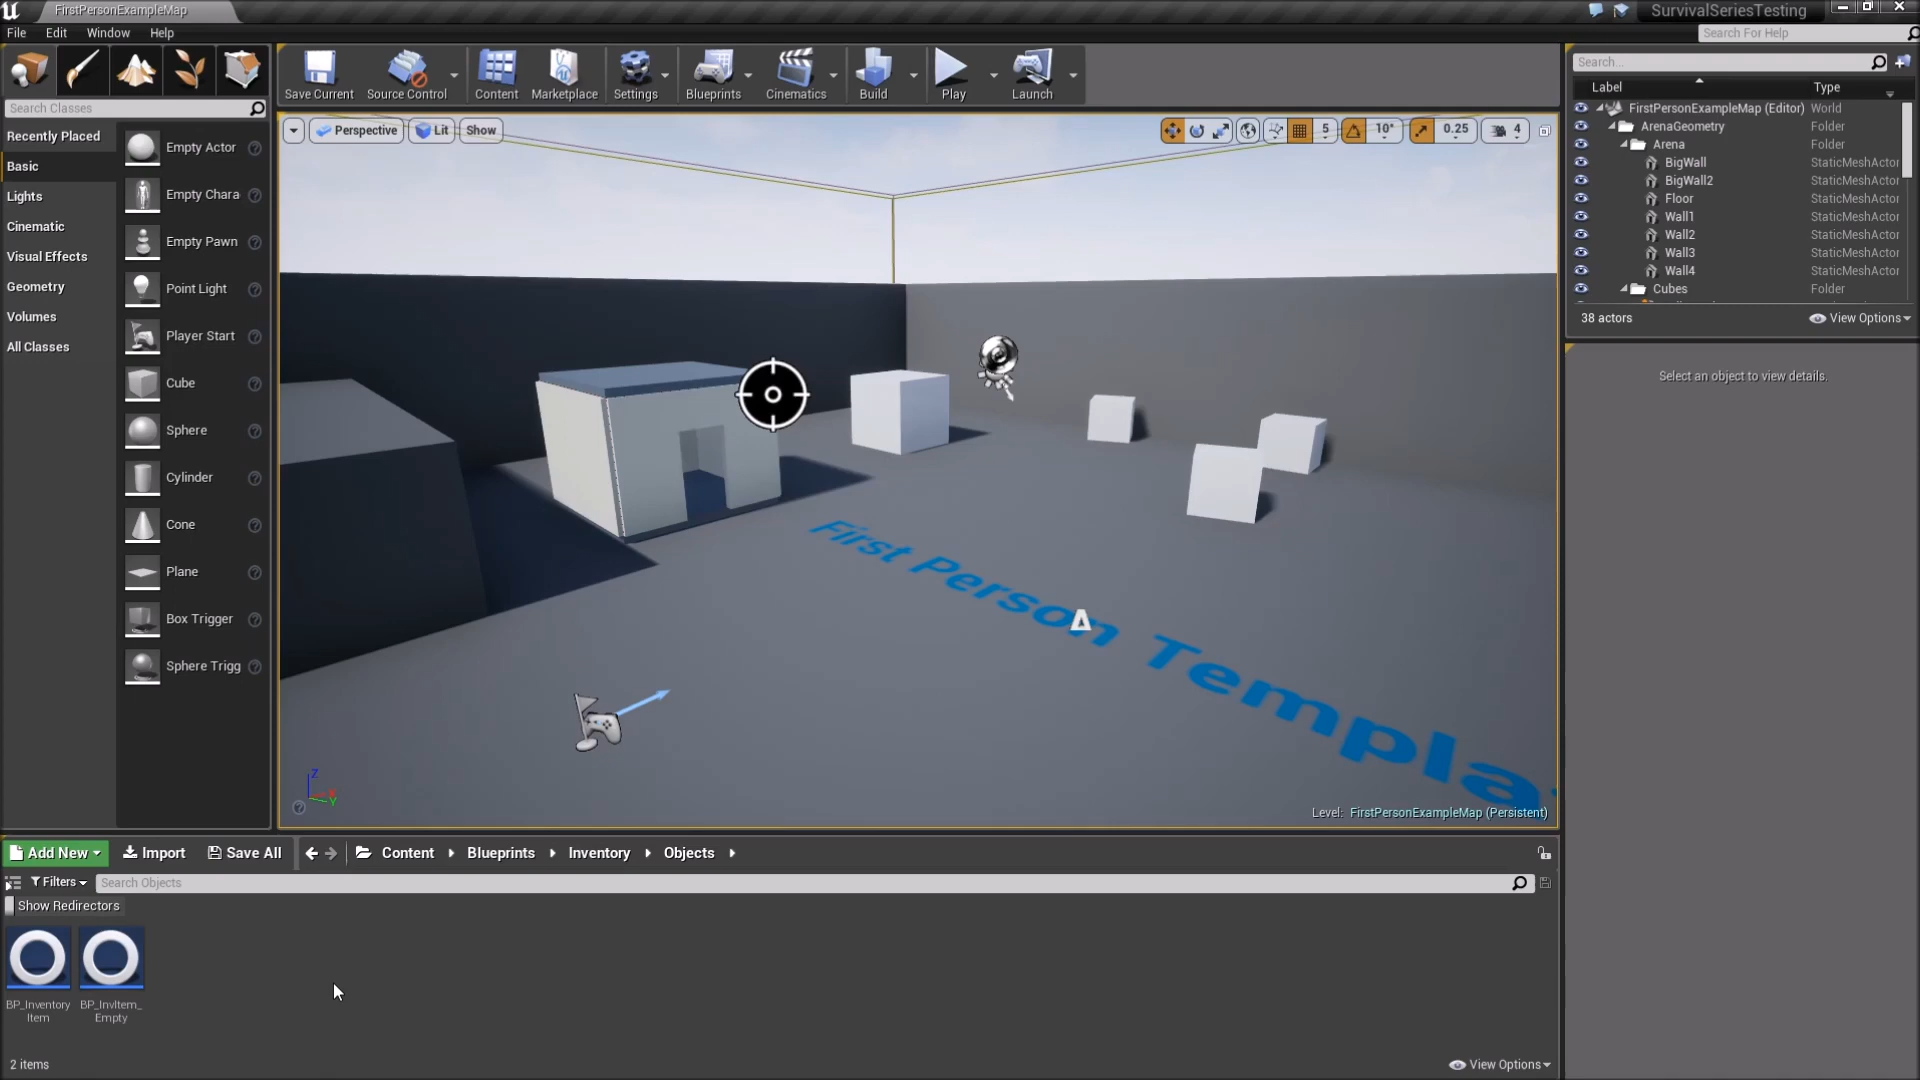 FirstPersonExampleMap
SurvivalSeriesTesting
File Edit Window Help
Search For Help
Save Current
Source Control
Content
Marketplace
Settings
Blueprints
Cinematics
Build
Play
Launch
Search Classes
Recently Placed
Basic
Lights
Cinematic
Visual Effects
Geometry
Volumes
All Classes
Empty Actor
Empty Chara
Empty Pawn
Point Light
Player Start
Cube
Sphere
Cylinder
Cone
Plane
Box Trigger
Sphere Trigg
Perspective Lit Show
5 10° 0.25 4
First Person Templa
Z
X
Y
Level: FirstPersonExampleMap (Persistent)
Search...
Label Type
FirstPersonExampleMap (Editor) World
ArenaGeometry Folder
Arena Folder
BigWall StaticMeshActor
BigWall2 StaticMeshActor
Floor StaticMeshActor
Wall1 StaticMeshActor
Wall2 StaticMeshActor
Wall3 StaticMeshActor
Wall4 StaticMeshActor
Cubes Folder
38 actors View Options
Select an object to view details.
Add New Import Save All Content Blueprints Inventory Objects
Filters Search Objects
Show Redirectors
BP_Inventory
Item
BP_InvItem_
Empty
2 items View Options